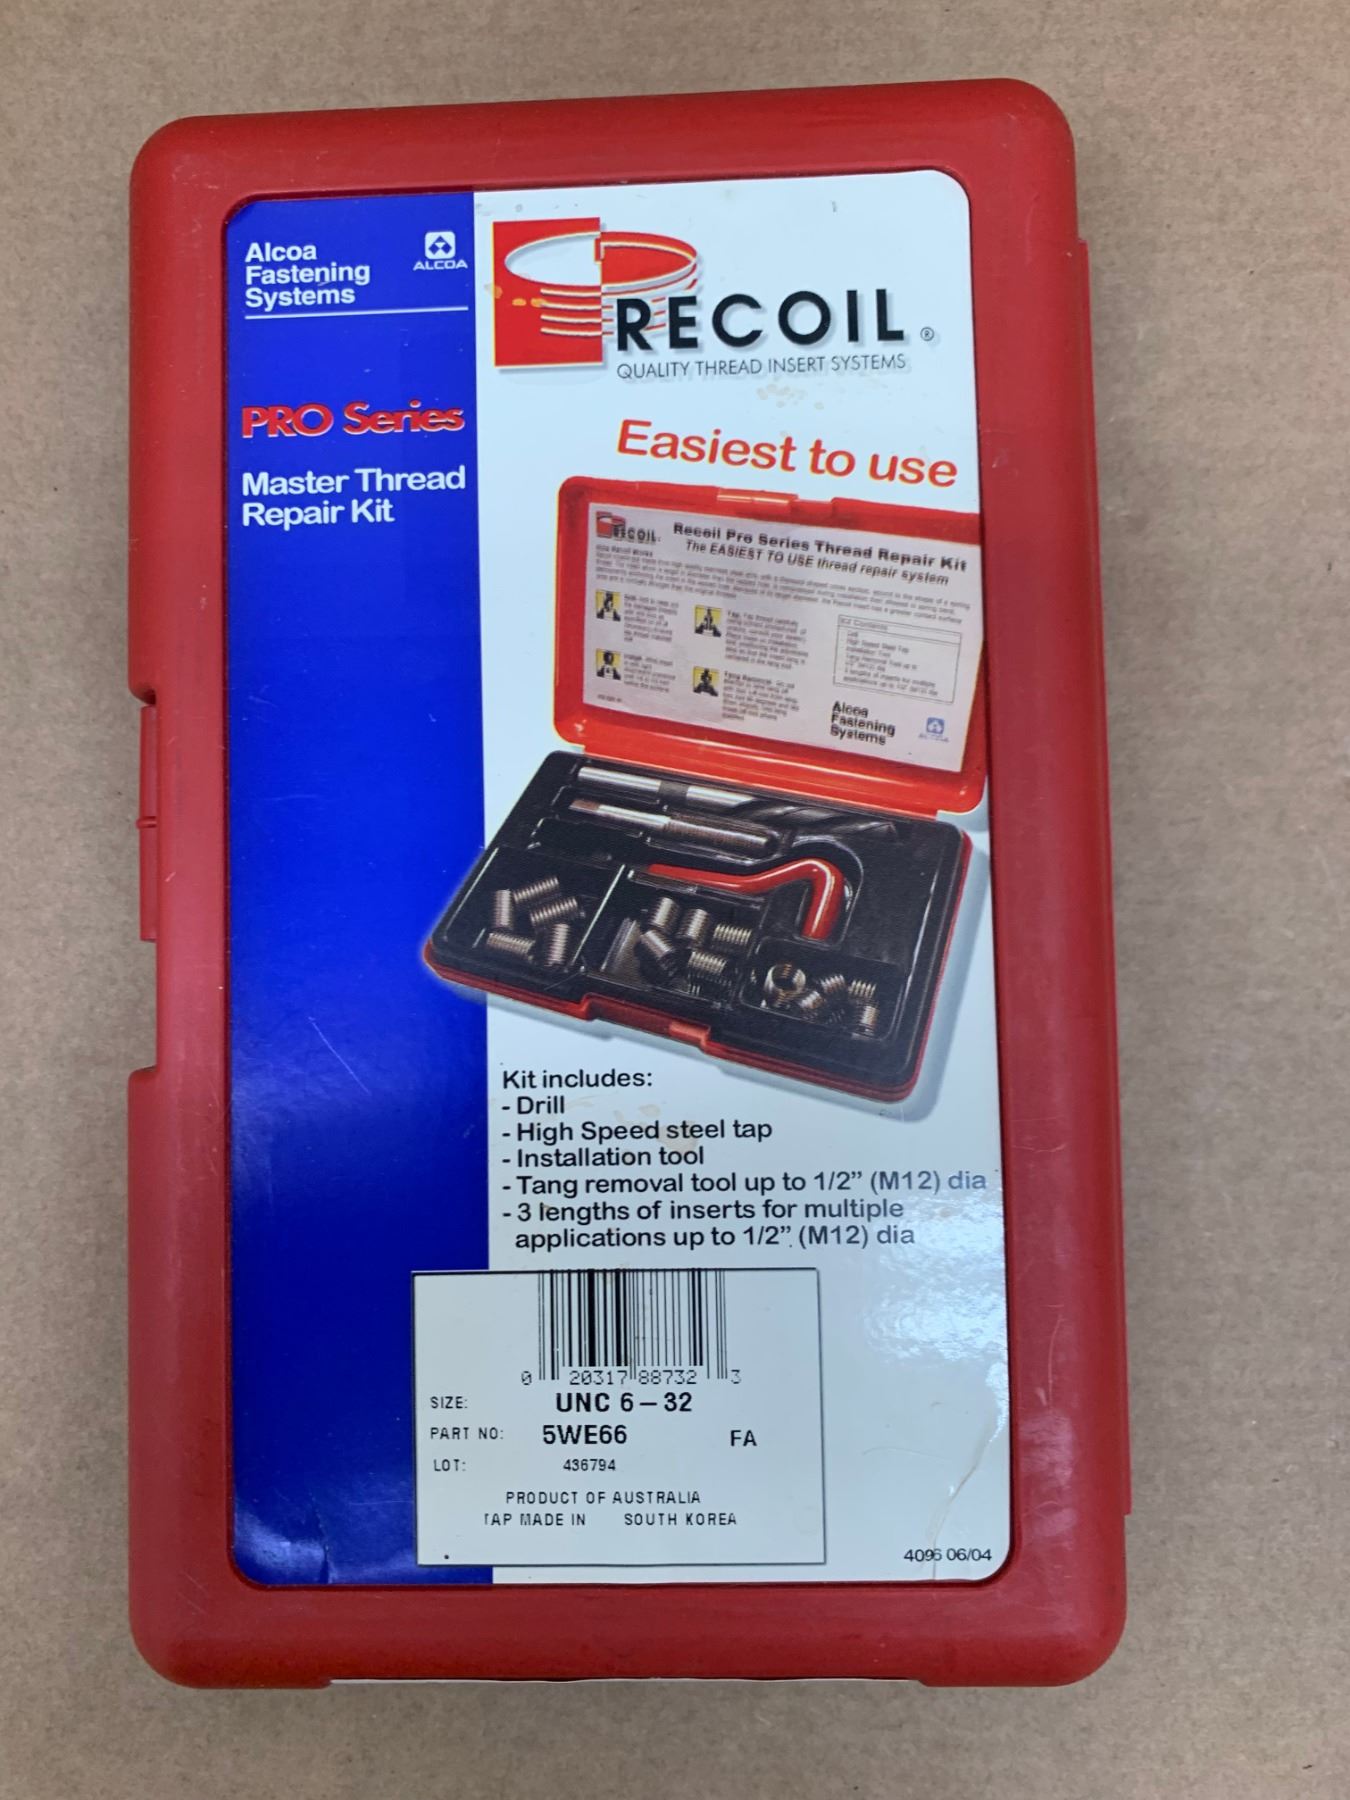 Alcoa
Fastening
Systems
ALCOA
PRO Series
Master Thread
Repair Kit
RECOIL ®
QUALITY THREAD INSERT SYSTEMS
Easiest to use
RECOIL
Recoil Pro Series Thread Repair Kit
The EASIEST TO USE thread repair system
Kit Contents
Alcoa
Fastening
Systems
Kit includes:
- Drill
- High Speed steel tap
- Installation tool
- Tang removal tool up to 1/2” (M12) dia
- 3 lengths of inserts for multiple
applications up to 1/2” (M12) dia
0 20317 88732 3
SIZE: UNC 6-32
PART NO: 5WE66 FA
LOT: 436794
PRODUCT OF AUSTRALIA
TAP MADE IN SOUTH KOREA
4096 06/04